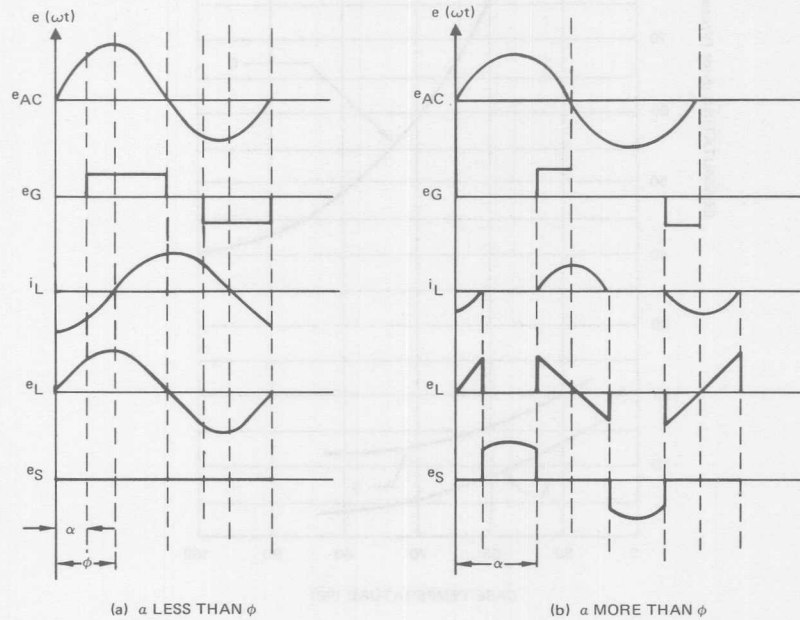 e (ωt)
eAC
eG
iL
eL
eS
α
ϕ
(a) α LESS THAN ϕ
e (ωt)
eAC
eG
iL
eL
eS
α
(b) α MORE THAN ϕ